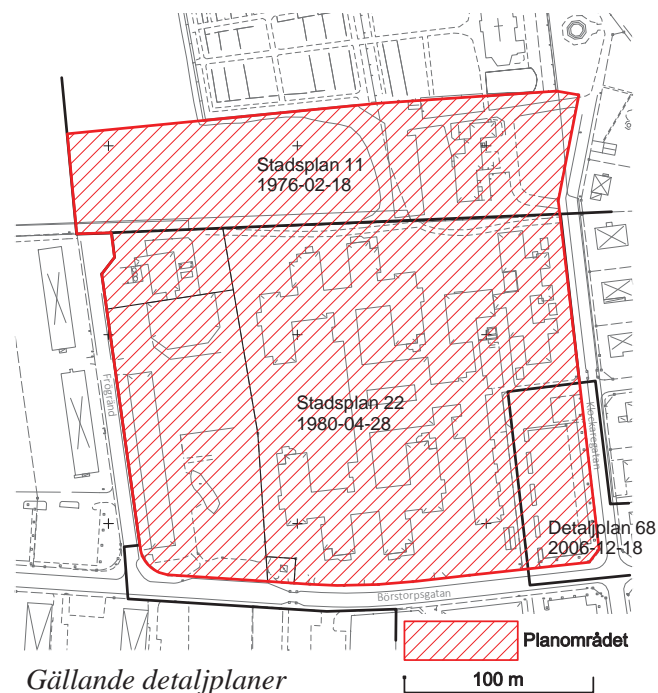 Stadsplan 11
1976-02-18
Stadsplan 22
1980-04-28
Frögränd
Klockaregatan
Detaljplan 68
2006-12-18
Börstorpsgatan
Planområdet
Gällande detaljplaner
100 m